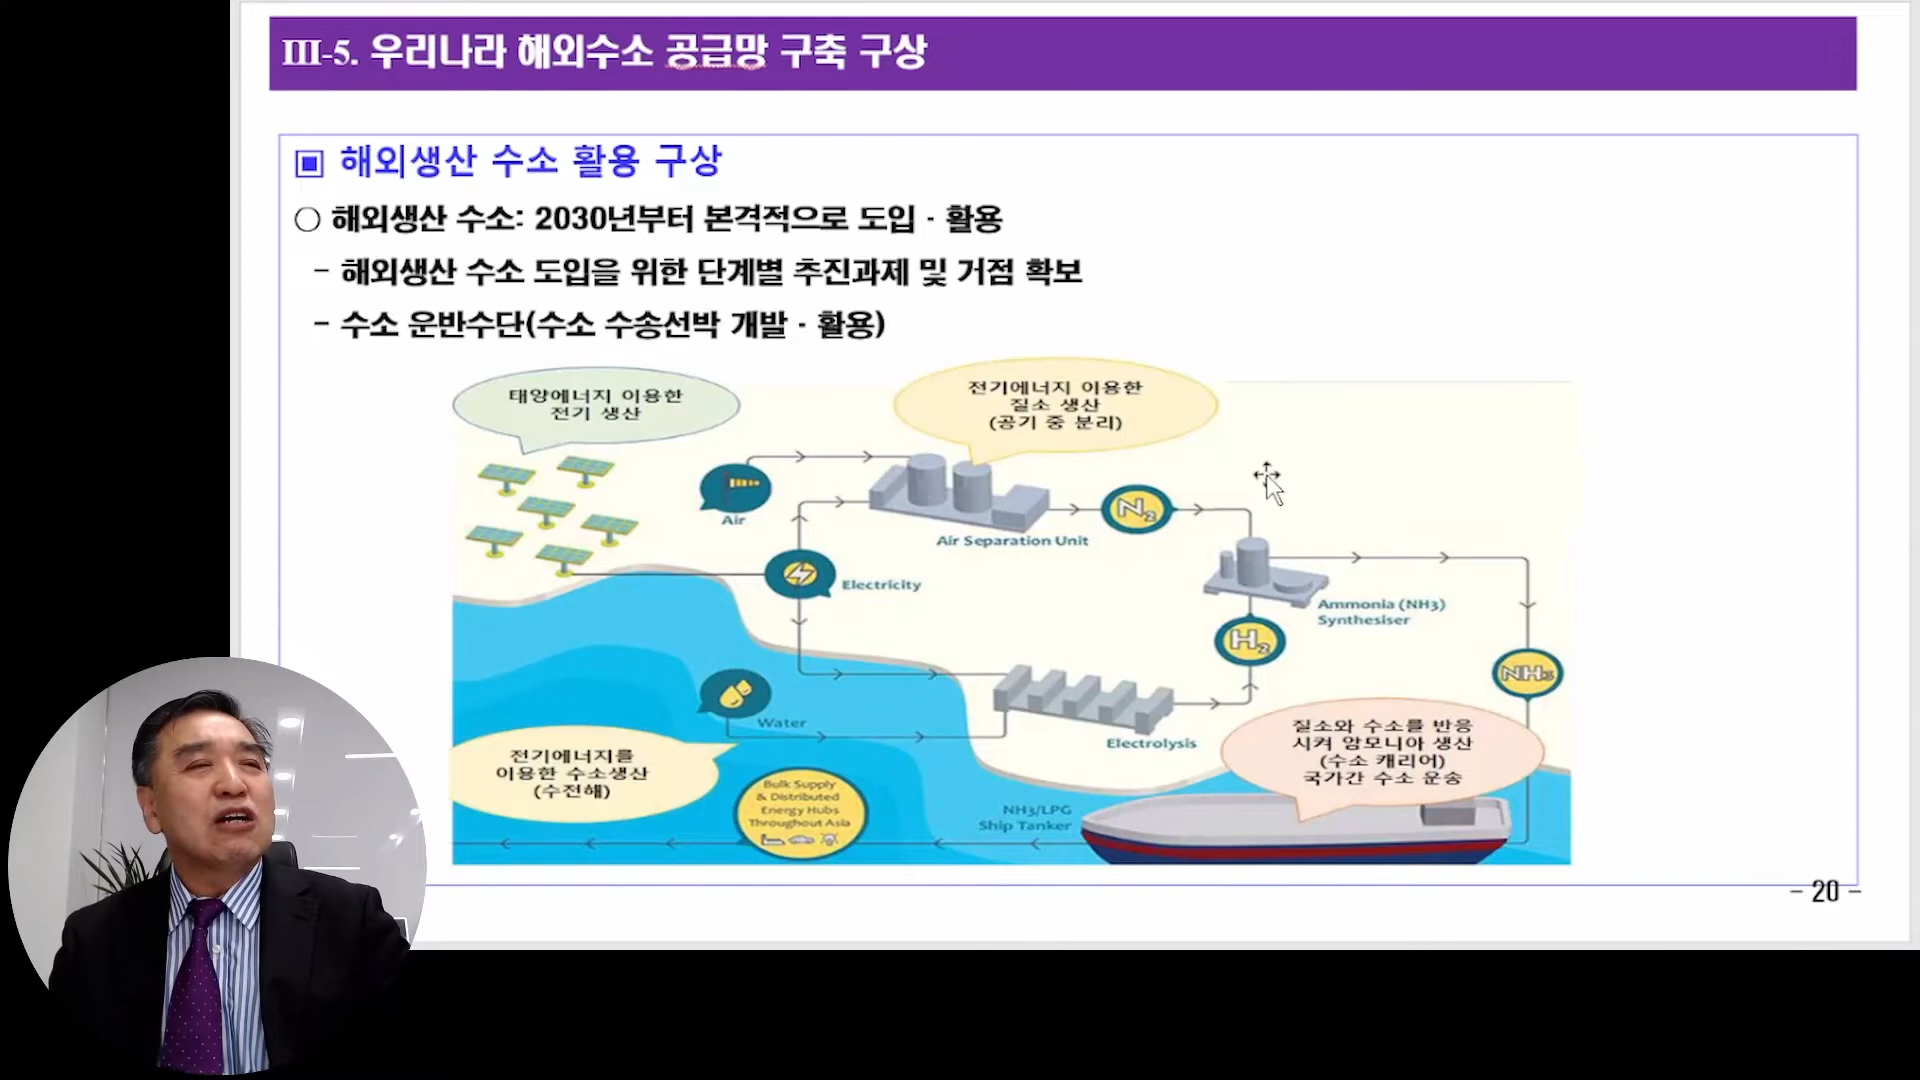 III-5. 우리나라 해외수소 공급망 구축 구상
▣ 해외생산 수소 활용 구상
○ 해외생산 수소: 2030년부터 본격적으로 도입 · 활용
- 해외생산 수소 도입을 위한 단계별 추진과제 및 거점 확보
- 수소 운반수단(수소 수송선박 개발 · 활용)
태양에너지 이용한
전기 생산
전기에너지 이용한
질소 생산
(공기 중 분리)
Air
Air Separation Unit
N2
Electricity
Ammonia (NH3)
Synthesiser
H2
NH3
Water
Electrolysis
전기에너지를
이용한 수소생산
(수전해)
Bulk Supply
& Distributed
Energy Hubs
Throughout Asia
NH3/LPG
Ship Tanker
질소와 수소를 반응
시켜 암모니아 생산
(수소 캐리어)
국가간 수소 운송
- 20 -